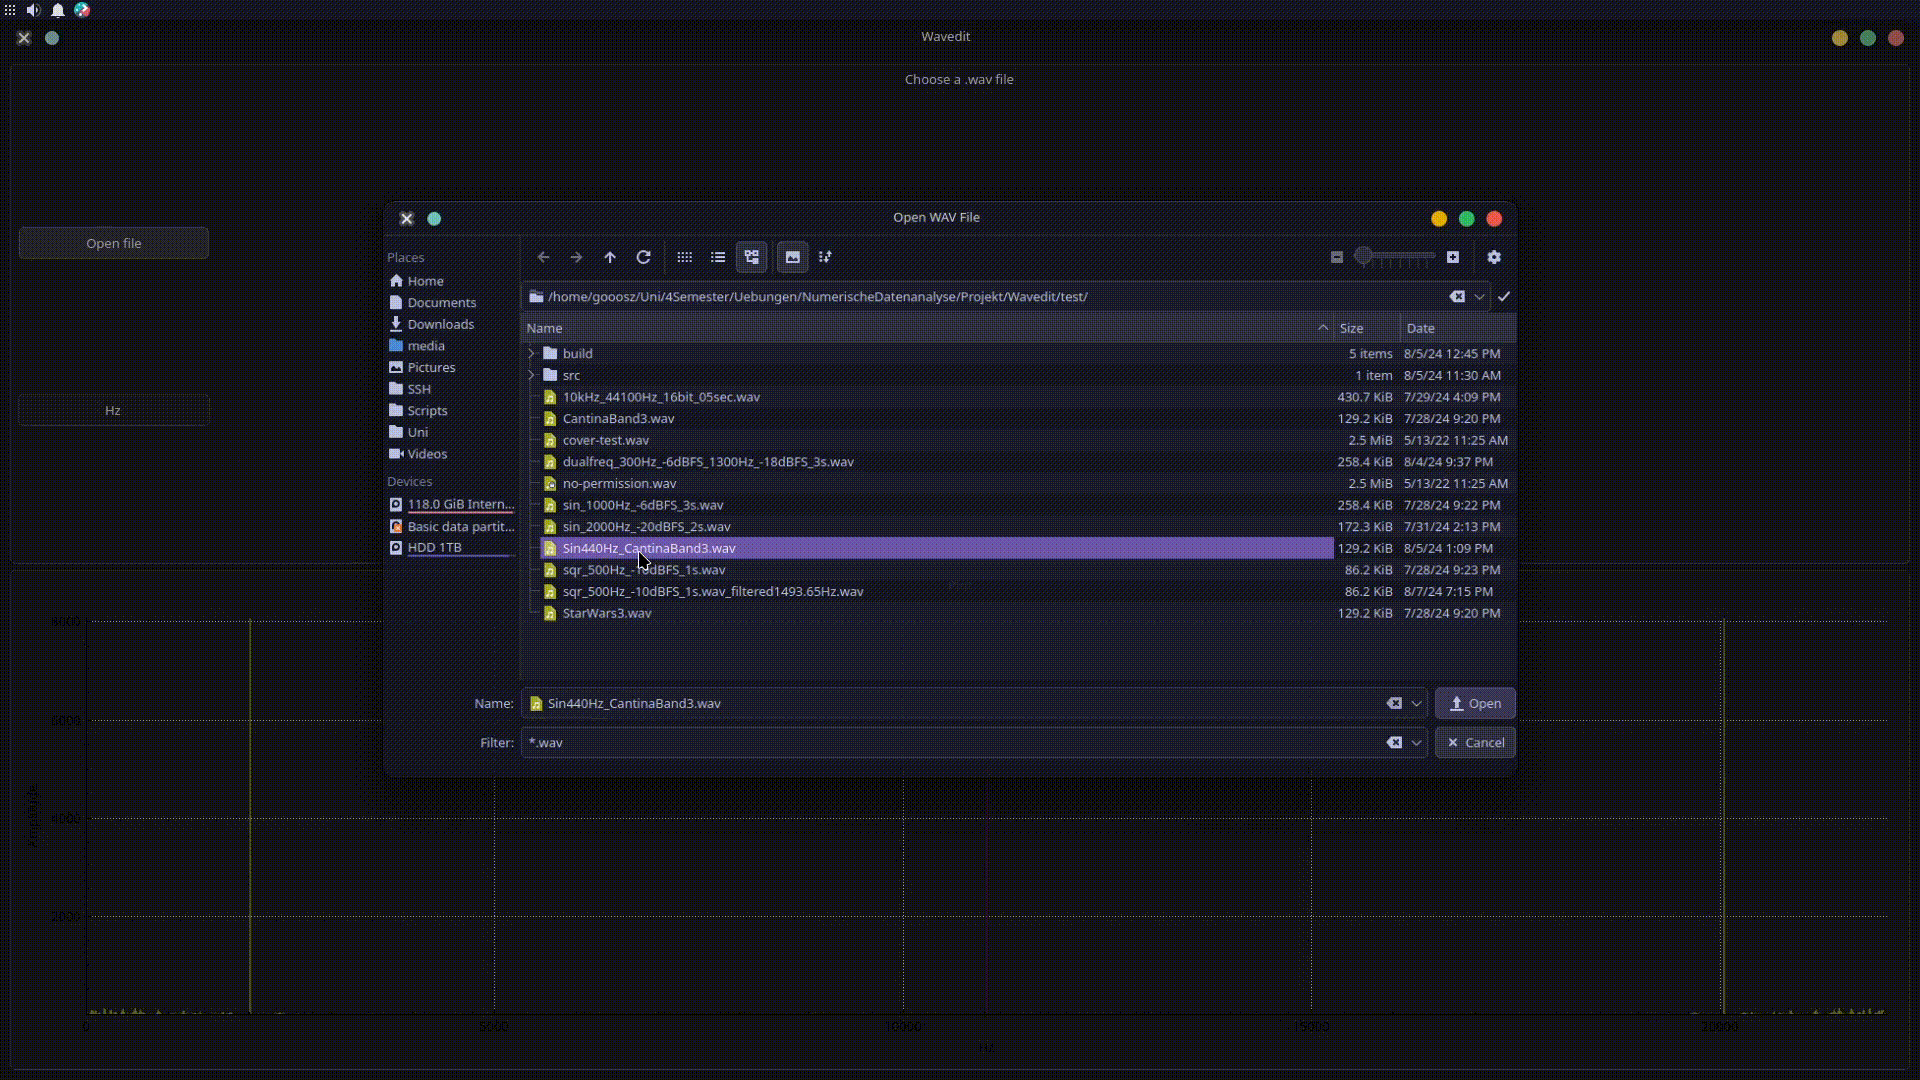 Wavedit
Choose a .wav file
Open file
Hz
Open WAV File
Places
Home
Documents
Downloads
media
Pictures
SSH
Scripts
Uni
Videos
Devices
118.0 GiB Intern...
Basic data partit...
HDD 1TB
/home/gooosz/Uni/4Semester/Uebungen/NumerischeDatenanalyse/Projekt/Wavedit/test/
Name Size Date
build 5 items 8/5/24 12:45 PM
src 1 item 8/5/24 11:30 AM
10kHz_44100Hz_16bit_05sec.wav 430.7 KiB 7/29/24 4:09 PM
CantinaBand3.wav 129.2 KiB 7/28/24 9:20 PM
cover-test.wav 2.5 MiB 5/13/22 11:25 AM
dualfreq_300Hz_-6dBFS_1300Hz_-18dBFS_3s.wav 258.4 KiB 8/4/24 9:37 PM
no-permission.wav 2.5 MiB 5/13/22 11:25 AM
sin_1000Hz_-6dBFS_3s.wav 258.4 KiB 7/28/24 9:22 PM
sin_2000Hz_-20dBFS_2s.wav 172.3 KiB 7/31/24 2:13 PM
Sin440Hz_CantinaBand3.wav 129.2 KiB 8/5/24 1:09 PM
sqr_500Hz_-10dBFS_1s.wav 86.2 KiB 7/28/24 9:23 PM
sqr_500Hz_-10dBFS_1s.wav_filtered1493.65Hz.wav 86.2 KiB 8/7/24 7:15 PM
StarWars3.wav 129.2 KiB 7/28/24 9:20 PM
Name: Sin440Hz_CantinaBand3.wav Open
Filter: *.wav Cancel
8000
6000
4000
2000
Amplitude
0 5000 10000 15000 20000
Hz